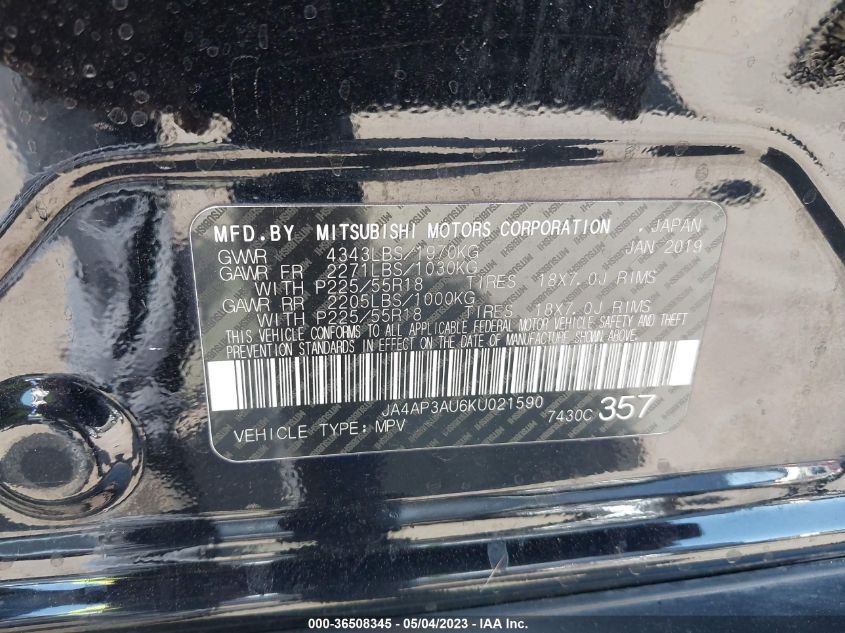 MFD.BY MITSUBISHI MOTORS CORPORATION , JAPAN
GVWR 4343LBS/1970KG JAN 2019
GAWR FR 2271LBS/1030KG
WITH P225/55R18 TIRES 18X7.0J RIMS
GAWR RR 2205LBS/1000KG
WITH P225/55R18 TIRES 18X7.0J RIMS
THIS VEHICLE CONFORMS TO ALL APPLICABLE FEDERAL MOTOR VEHICLE SAFETY AND THEFT
PREVENTION STANDARDS IN EFFECT ON THE DATE OF MANUFACTURE SHOWN ABOVE.
JA4AP3AU6KU021590
VEHICLE TYPE: MPV 7430C 357
000-36508345 - 05/04/2023 - © IAA, Inc.